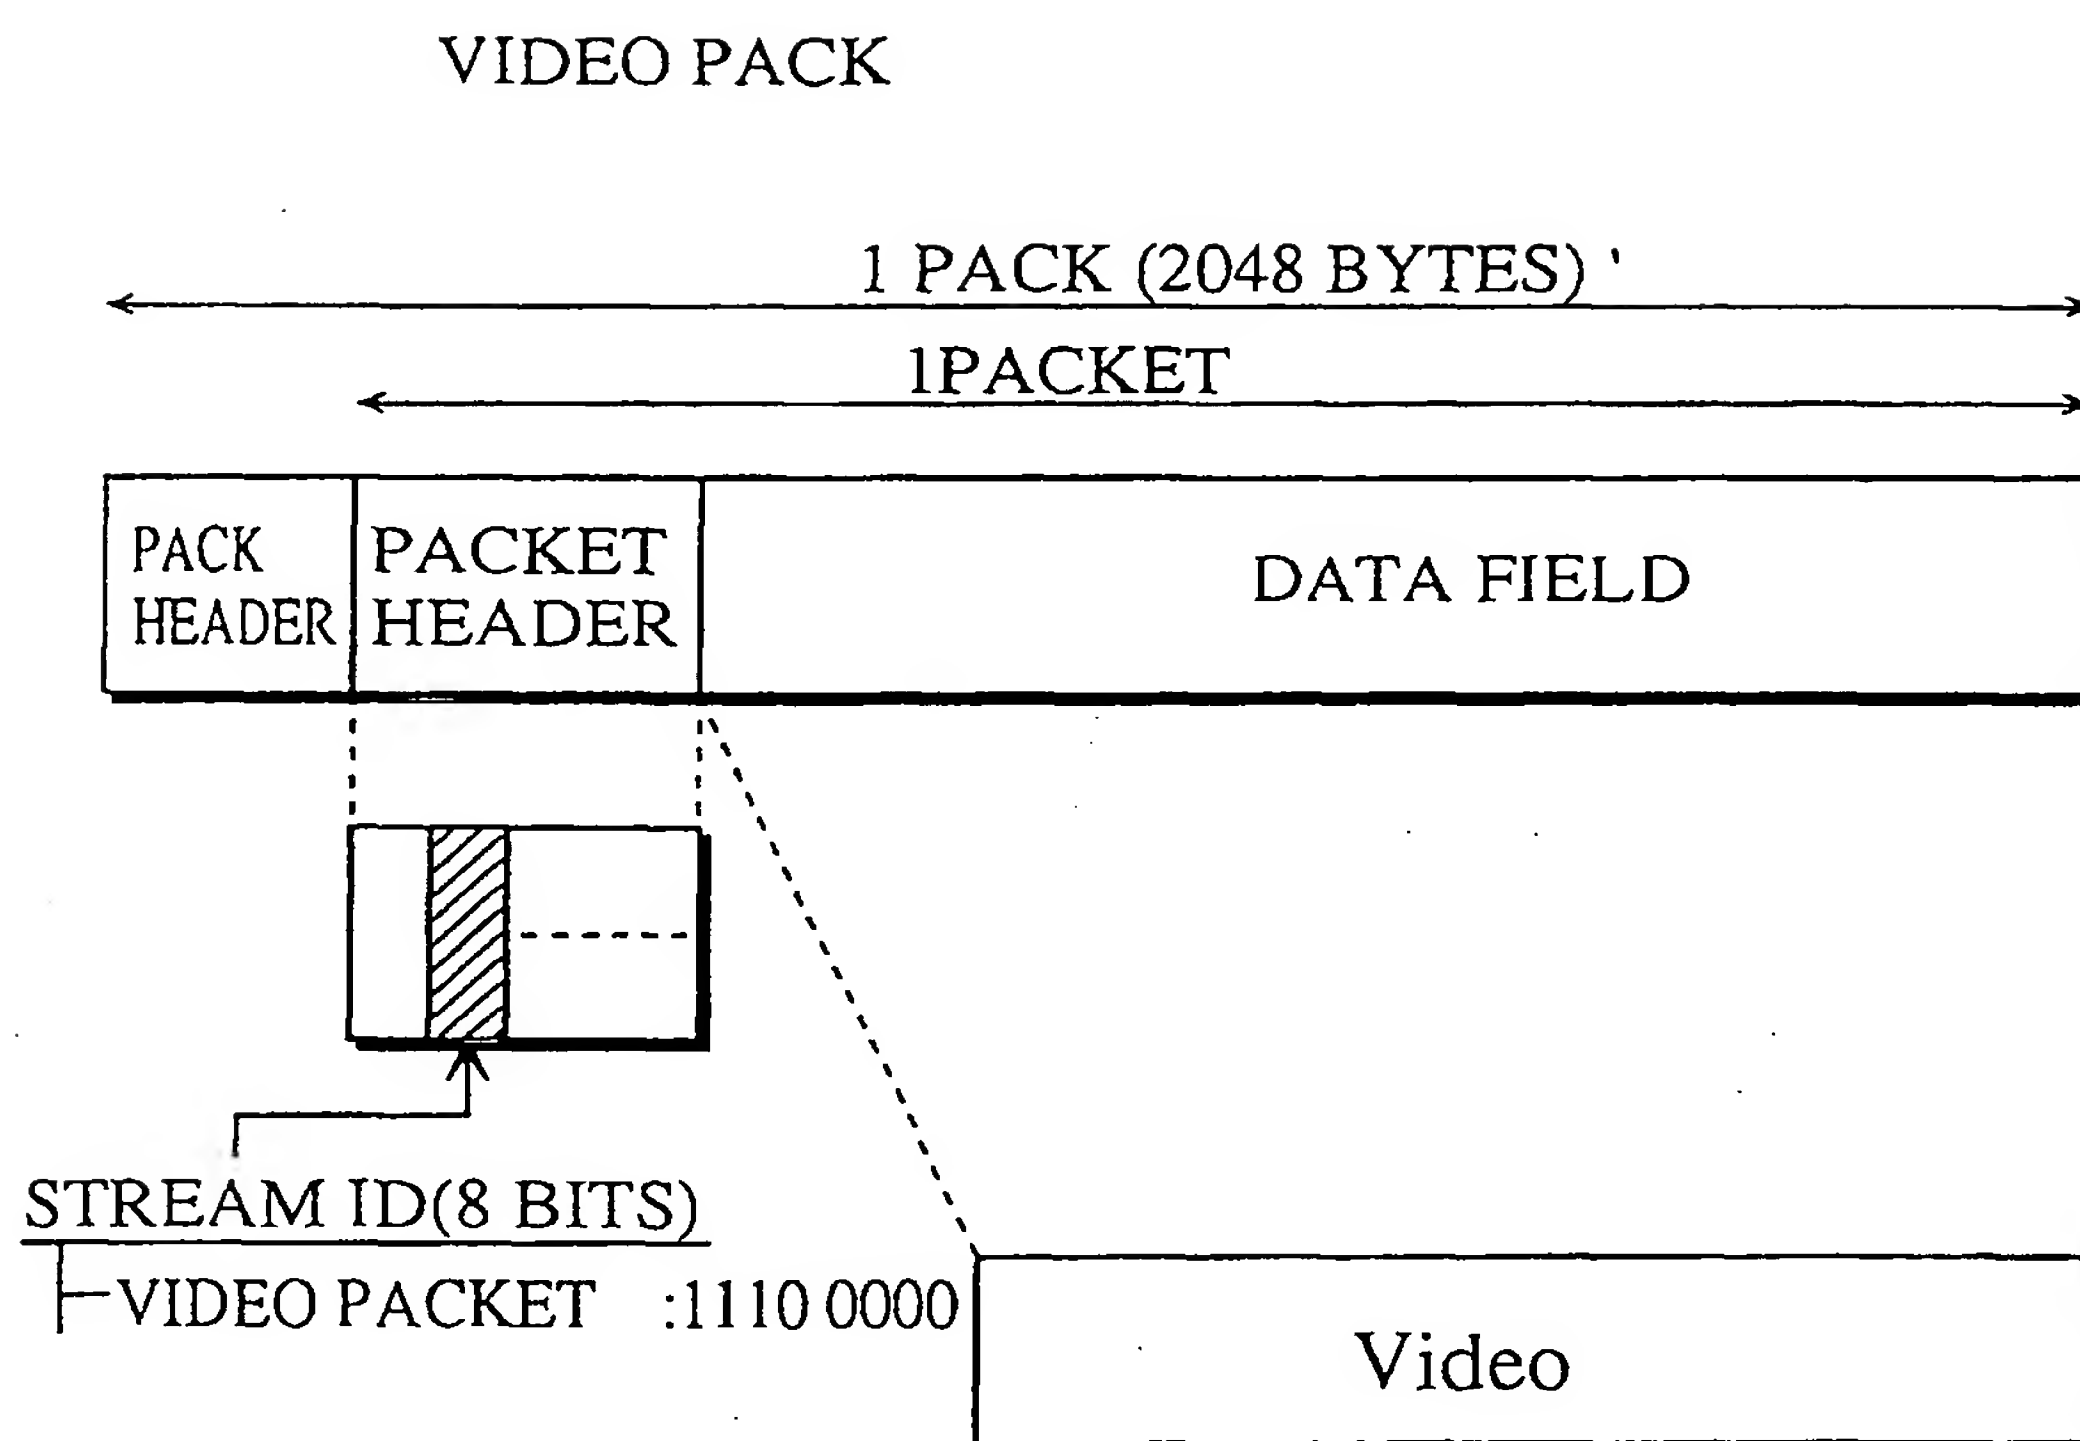 VIDEO PACK
1 PACK (2048 BYTES)
1PACKET
PACK
HEADER
PACKET
HEADER
DATA FIELD
STREAM ID(8 BITS)
VIDEO PACKET :1110 0000
Video